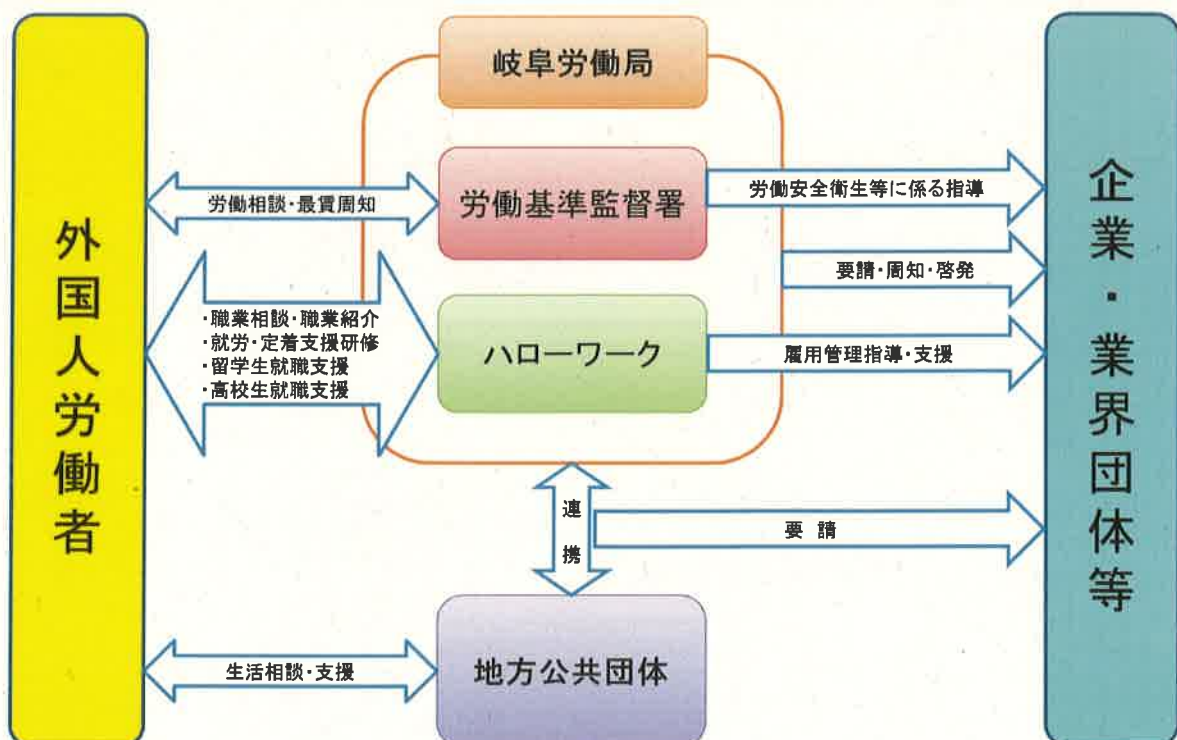 岐阜労働局
外国人労働者
労働相談・最賃周知
労働基準監督署
労働安全衛生等に係る指導
要請・周知・啓発
・職業相談・職業紹介
・就労・定着支援研修
・留学生就職支援
・高校生就職支援
ハローワーク
雇用管理指導・支援
企業・業界団体等
連携
要 請
生活相談・支援
地方公共団体